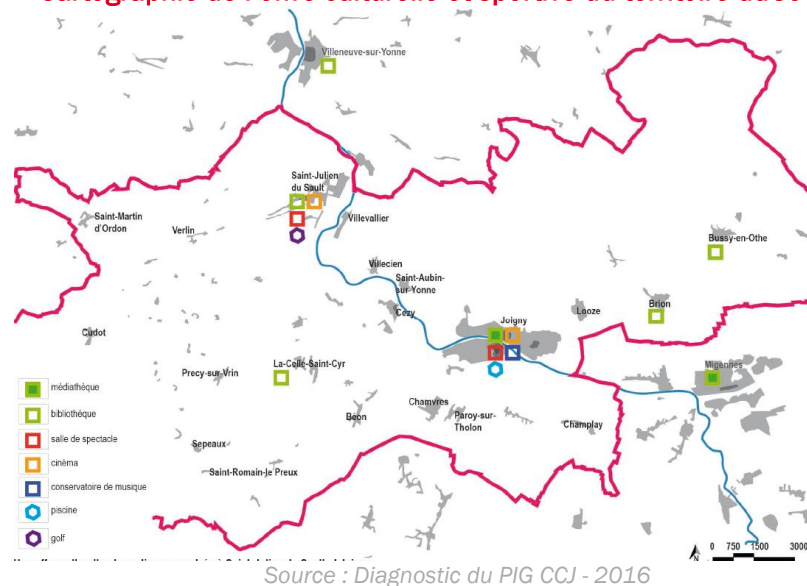 Villeneuve-sur-Yonne
Saint-Julien
du Sault
Saint-Martin
d'Ordon
Verlin
Villevallier
Bussy-en-Othe
Villecien
Saint-Aubin-
sur Yonne
Cézy
Joigny
Looze
Brion
Cudot
Migennes
La-Celle-Saint-Cyr
Precy-sur-Vrin
médiathèque
bibliothèque
salle de spectacle
cinéma
conservatoire de musique
piscine
golf
Béon
Chamvres
Paroy-sur-
Tholon
Champlay
Sepeaux
Saint-Romain-le Preux
N
0 750 1500 3000
Source : Diagnostic du PIG CCJ - 2016